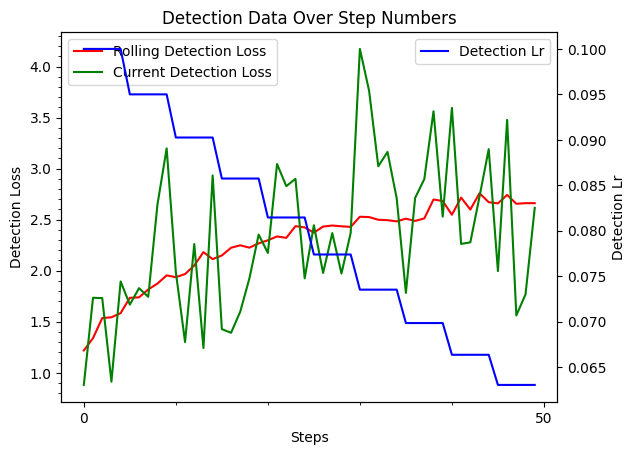 Detection Data Over Step Numbers
Rolling Detection Loss
Current Detection Loss
Detection Lr
4.0
3.5
3.0
2.5
2.0
1.5
1.0
Detection Loss
0.100
0.095
0.090
0.085
0.080
0.075
0.070
0.065
Detection Lr
0
50
Steps